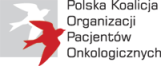 Polska Koalicja
Organizacji
Pacjentów
Onkologicznych